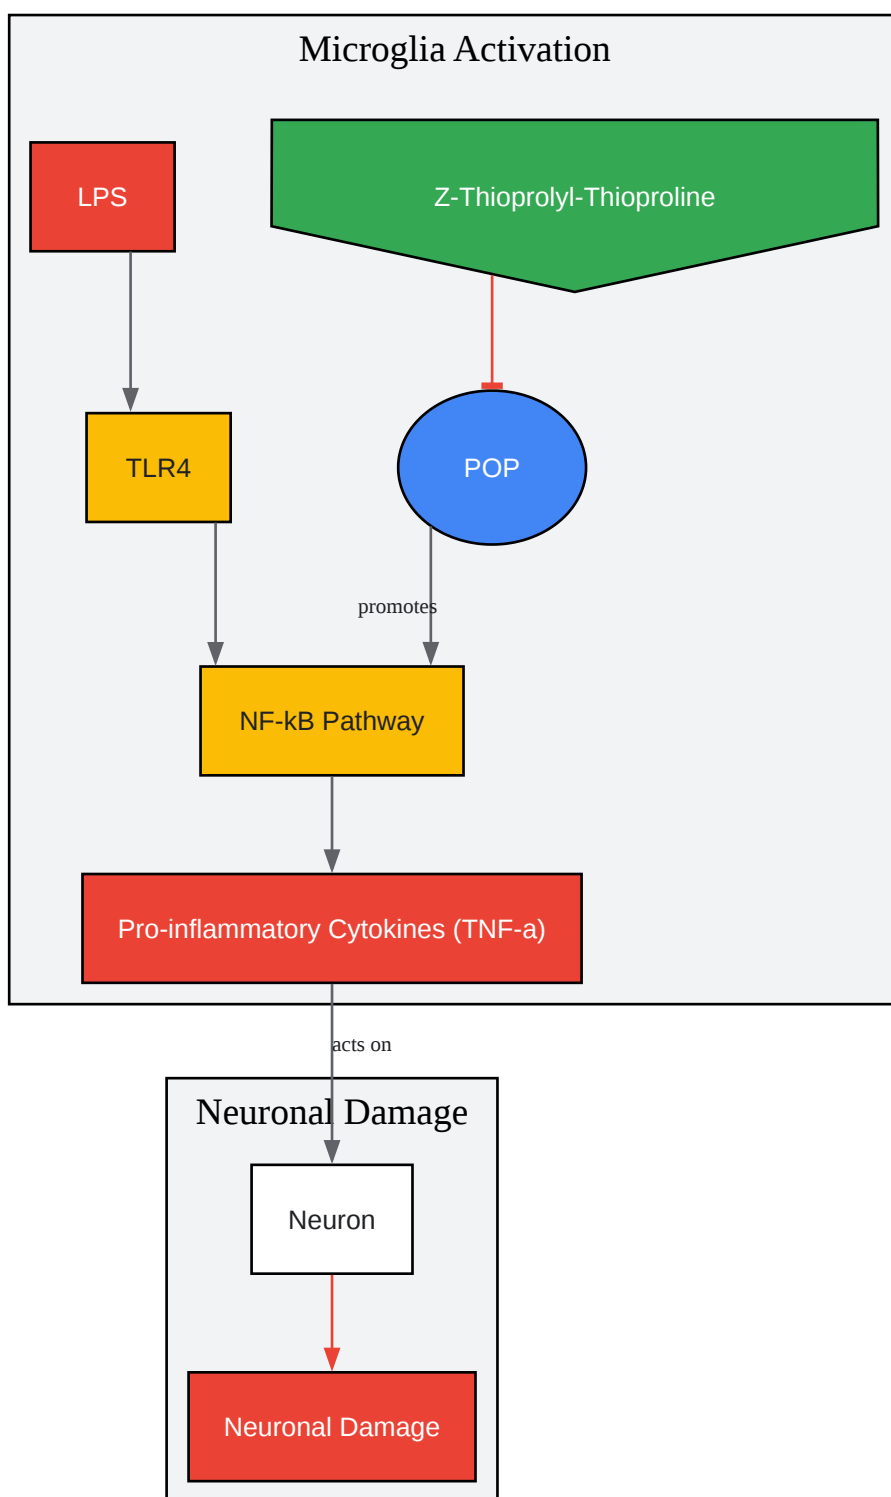 Microglia Activation
LPS
Z-Thioprolyl-Thioproline
TLR4
POP
promotes
NF-kB Pathway
Pro-inflammatory Cytokines (TNF-a)
acts on
Neuronal Damage
Neuron
Neuronal Damage